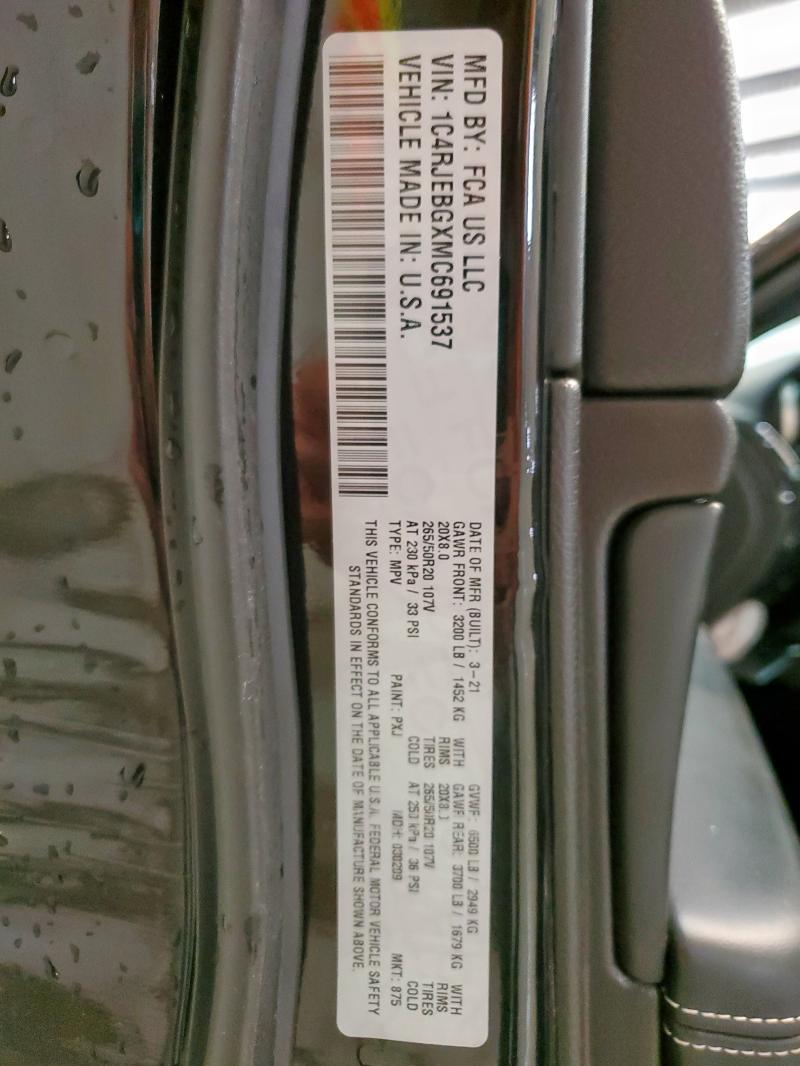 MFD BY: FCA US LLC
VIN: 1C4RJEBGXMC691537
VEHICLE MADE IN: U.S.A.
DATE OF MFR (BUILT): 3-21 GVWR: 6500 LB / 2949 KG
GAWR FRONT: 3200 LB / 1452 KG WITH GAWR REAR: 3700 LB / 1679 KG WITH
20X8.0 RIMS 20X8.0 RIMS
265/50R20 107V TIRES 265/50R20 107V TIRES
AT 230 kPa / 33 PSI COLD AT 250 kPa / 36 PSI COLD
TYPE: MPV PAINT: PXJ MDH: 030209 MKT: 875
THIS VEHICLE CONFORMS TO ALL APPLICABLE U.S.A. FEDERAL MOTOR VEHICLE SAFETY
STANDARDS IN EFFECT ON THE DATE OF MANUFACTURE SHOWN ABOVE.